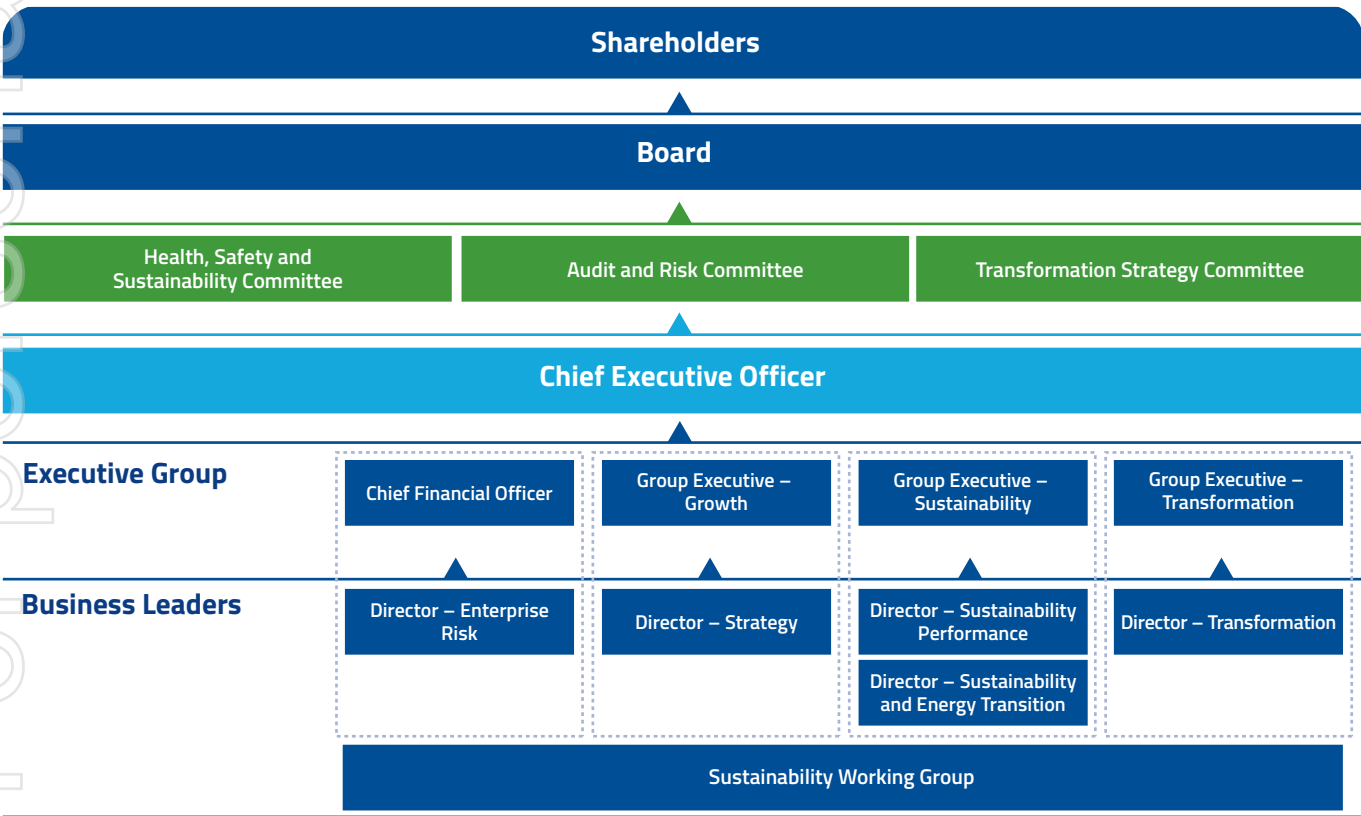 Shareholders
Board
Health, Safety and
Sustainability Committee
Audit and Risk Committee
Transformation Strategy Committee
Chief Executive Officer
Executive Group
Chief Financial Officer
Group Executive –
Growth
Group Executive –
Sustainability
Group Executive –
Transformation
Business Leaders
Director – Enterprise
Risk
Director – Strategy
Director – Sustainability
Performance
Director – Sustainability
and Energy Transition
Director – Transformation
Sustainability Working Group